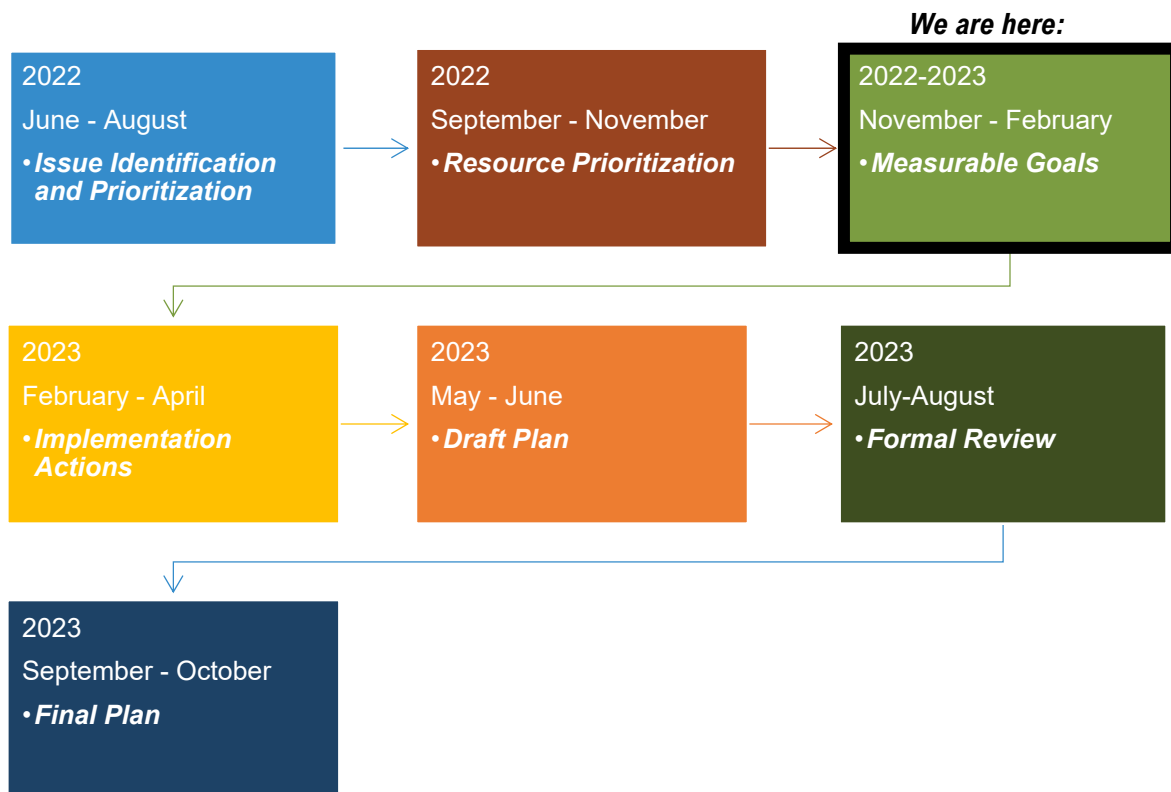 We are here:
2022
June - August
• Issue Identification
and Prioritization
2022
September - November
• Resource Prioritization
2022-2023
November - February
• Measurable Goals
2023
February - April
• Implementation
Actions
2023
May - June
• Draft Plan
2023
July-August
• Formal Review
2023
September - October
• Final Plan